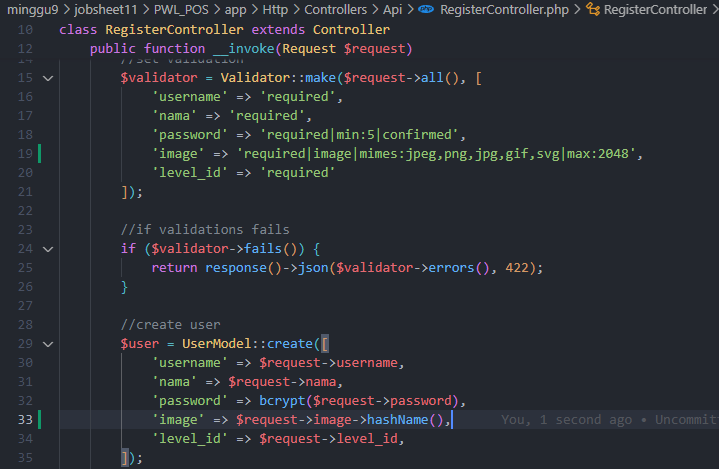 minggu9 > jobsheet11 > PWL_POS > app > Http > Controllers > Api > RegisterController.php > RegisterController >
10 class RegisterController extends Controller
12 public function __invoke(Request $request)
14 //set validation
15 $validator = Validator::make($request->all(), [
16 'username' => 'required',
17 'nama' => 'required',
18 'password' => 'required|min:5|confirmed',
19 'image' => 'required|image|mimes:jpeg,png,jpg,gif,svg|max:2048',
20 'level_id' => 'required'
21 ]);
22
23 //if validations fails
24 if ($validator->fails()) {
25 return response()->json($validator->errors(), 422);
26 }
27
28 //create user
29 $user = UserModel::create([
30 'username' => $request->username,
31 'nama' => $request->nama,
32 'password' => bcrypt($request->password),
33 'image' => $request->image->hashName(), You, 1 second ago • Uncommit
34 'level_id' => $request->level_id,
35 ]);